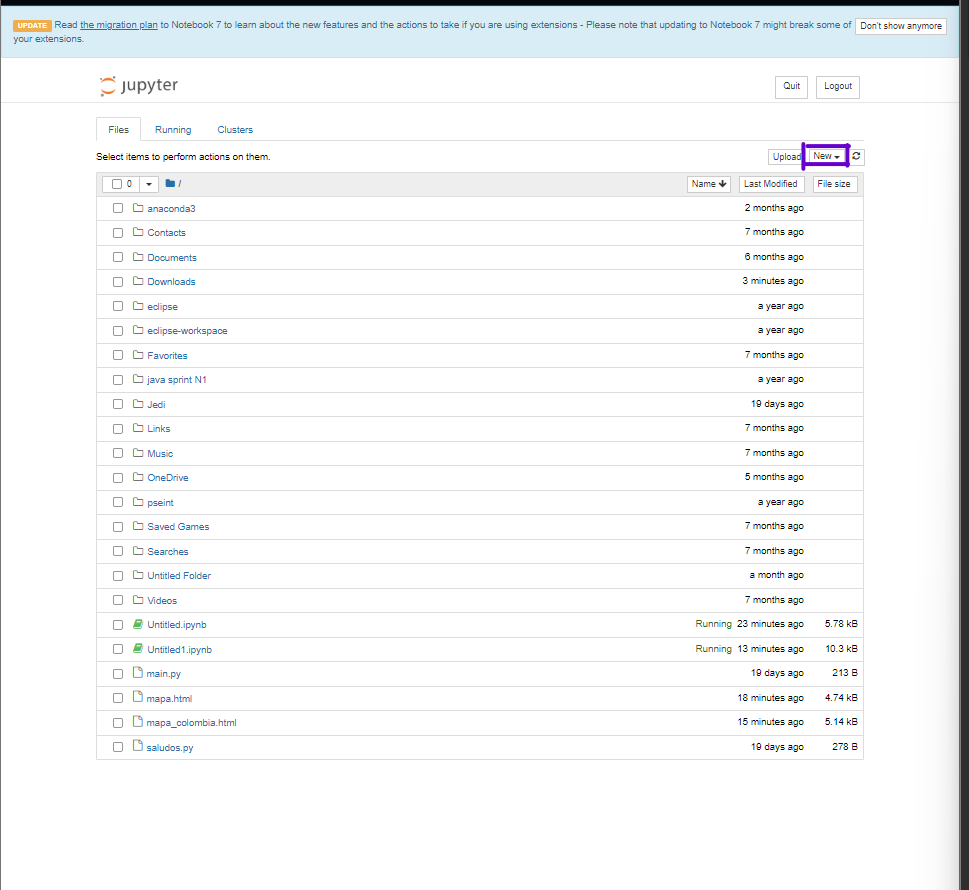 UPDATE Read the migration plan to Notebook 7 to learn about the new features and the actions to take if you are using extensions - Please note that updating to Notebook 7 might break some of
your extensions.
Don't show anymore
jupyter
Quit Logout
Files Running Clusters
Select items to perform actions on them.
Upload New
0 / Name Last Modified File size
anaconda3 2 months ago
Contacts 7 months ago
Documents 6 months ago
Downloads 3 minutes ago
eclipse a year ago
eclipse-workspace a year ago
Favorites 7 months ago
java sprint N1 a year ago
Jedi 19 days ago
Links 7 months ago
Music 7 months ago
OneDrive 5 months ago
pseint a year ago
Saved Games 7 months ago
Searches 7 months ago
Untitled Folder a month ago
Videos 7 months ago
Untitled.ipynb Running 23 minutes ago 5.78 kB
Untitled1.ipynb Running 13 minutes ago 10.3 kB
main.py 19 days ago 213 B
mapa.html 18 minutes ago 4.74 kB
mapa_colombia.html 15 minutes ago 5.14 kB
saludos.py 19 days ago 278 B